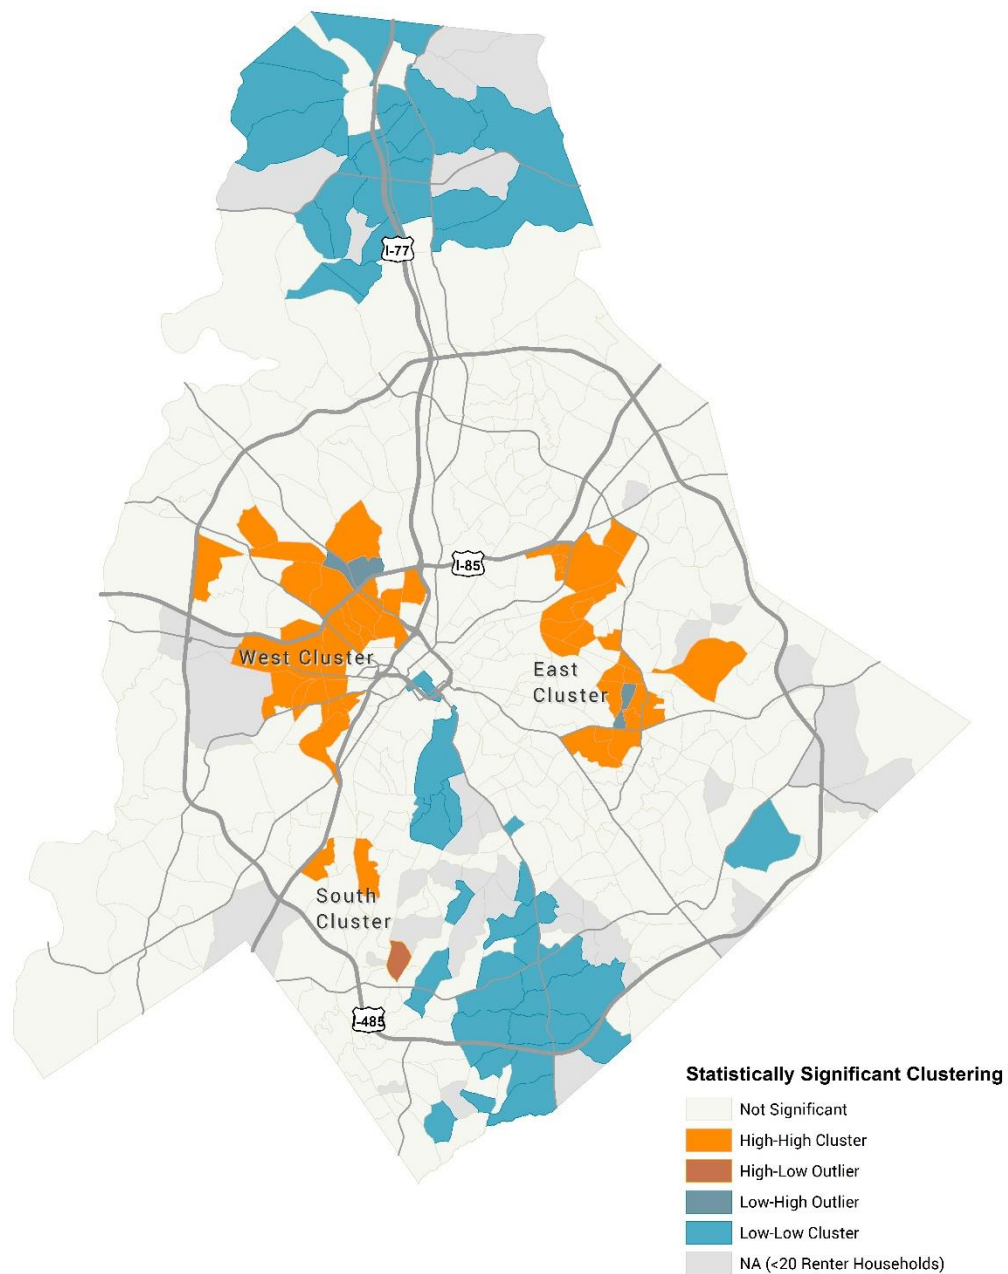 I-77
I-85
West Cluster
East
Cluster
South
Cluster
I-485
Statistically Significant Clustering
Not Significant
High-High Cluster
High-Low Outlier
Low-High Outlier
Low-Low Cluster
NA (<20 Renter Households)